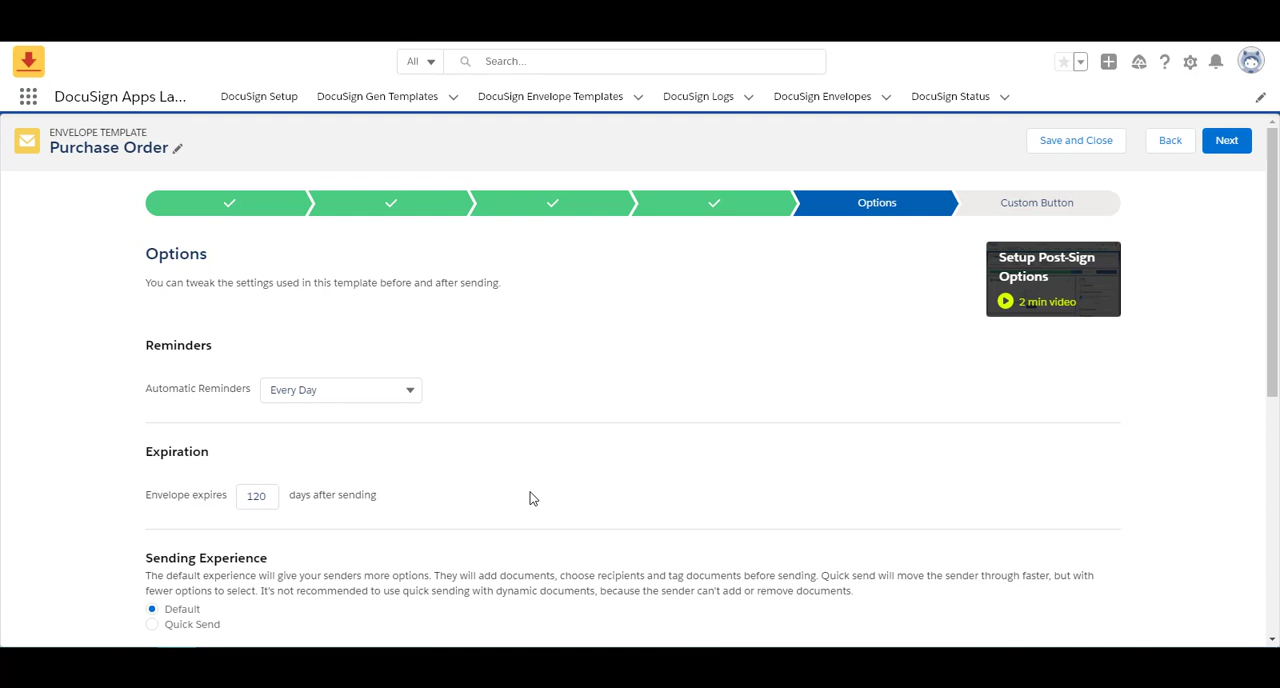 All
Search...
DocuSign Apps La...
DocuSign Setup
DocuSign Gen Templates
DocuSign Envelope Templates
DocuSign Logs
DocuSign Envelopes
DocuSign Status
ENVELOPE TEMPLATE
Purchase Order
Save and Close
Back
Next
Options
Custom Button
Options
You can tweak the settings used in this template before and after sending.
Setup Post-Sign
Options
2 min video
Reminders
Automatic Reminders
Every Day
Expiration
Envelope expires 120 days after sending
Sending Experience
The default experience will give your senders more options. They will add documents, choose recipients and tag documents before sending. Quick send will move the sender through faster, but with
fewer options to select. It's not recommended to use quick sending with dynamic documents, because the sender can't add or remove documents.
Default
Quick Send